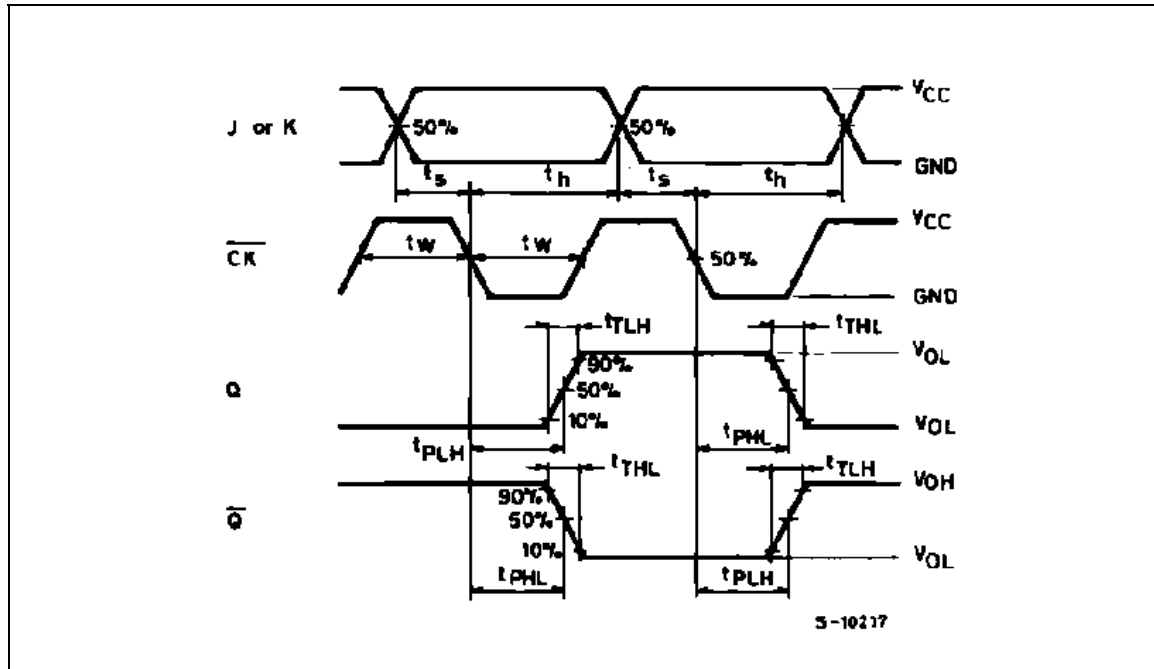 J or K 50% 50% VCC
GND
ts th ts th
CK tW tW 50% VCC
GND
tTLH tTHL
Q 90% 50% 10% VOL
VOL
tPLH tPHL
tTHL tTLH
Q 90% 50% 10% VOH
VOL
tPHL tPLH
S-10217